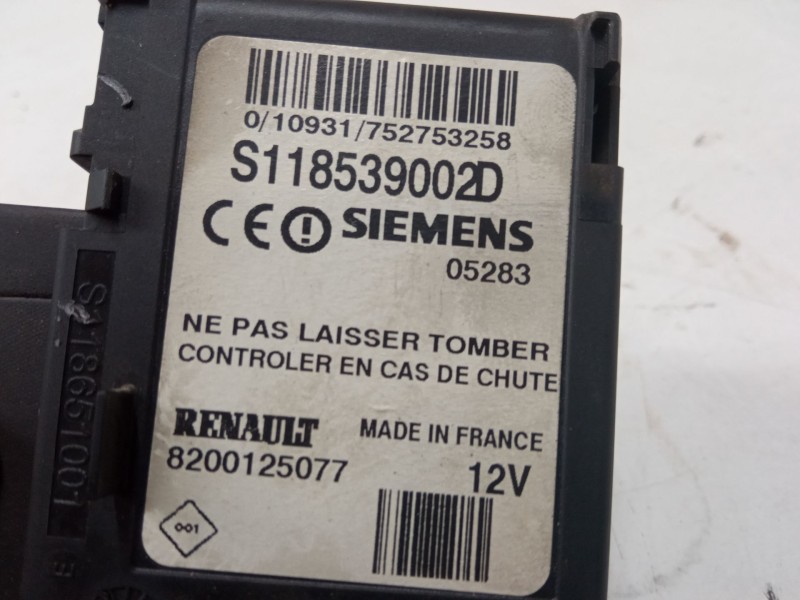 0/10931/752753258
S118539002D
CE SIEMENS
05283
NE PAS LAISSER TOMBER
CONTROLER EN CAS DE CHUTE
RENAULT MADE IN FRANCE
8200125077 12V
001
S118651001
E